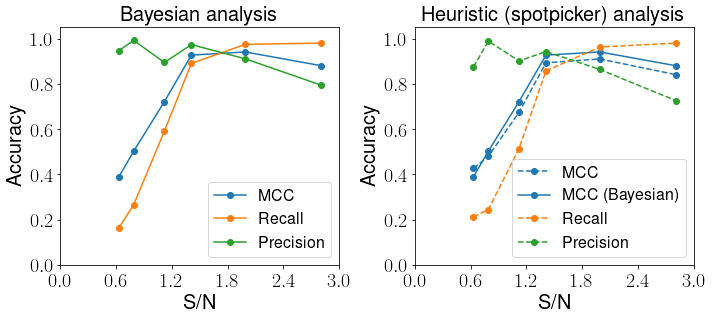 Bayesian analysis
1.0
0.8
0.6
0.4
0.2
0.0
Accuracy
0.0 0.6 1.2 1.8 2.4 3.0
S/N
MCC
Recall
Precision
Heuristic (spotpicker) analysis
1.0
0.8
0.6
0.4
0.2
0.0
Accuracy
0.0 0.6 1.2 1.8 2.4 3.0
S/N
MCC
MCC (Bayesian)
Recall
Precision